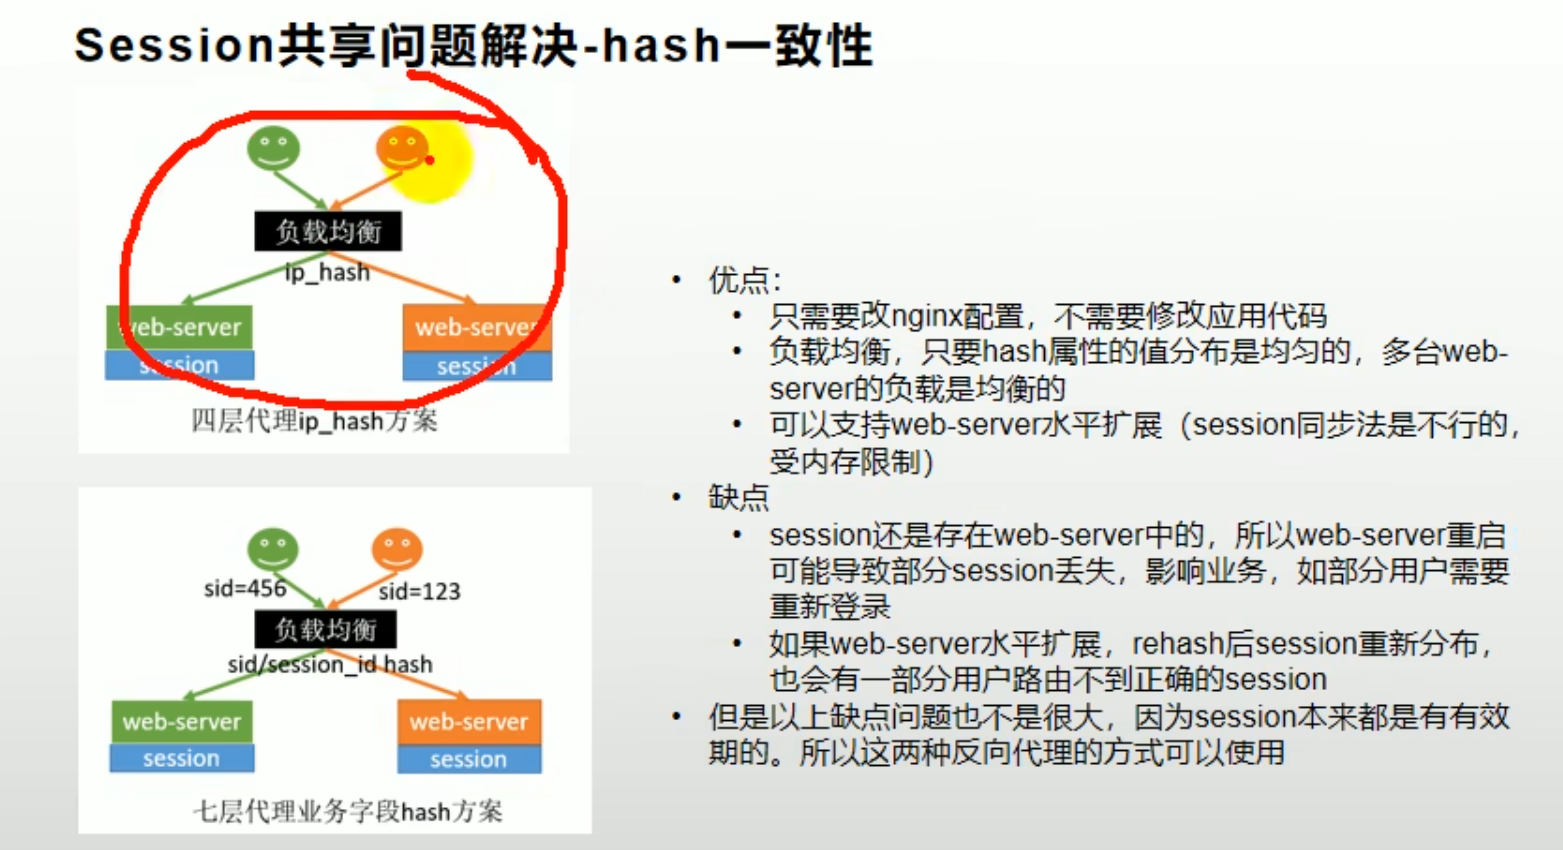 Session共享问题解决-hash一致性
负载均衡
ip_hash
web-server
web-server
session
session
四层代理ip_hash方案
sid=456
sid=123
负载均衡
sid/session_id hash
web-server
web-server
session
session
七层代理业务字段hash方案
• 优点：
• 只需要改nginx配置，不需要修改应用代码
• 负载均衡，只要hash属性的值分布是均匀的，多台web-
server的负载是均衡的
• 可以支持web-server水平扩展（session同步法是不行的，
受内存限制）
• 缺点
• session还是存在web-server中的，所以web-server重启
可能导致部分session丢失，影响业务，如部分用户需要
重新登录
• 如果web-server水平扩展，rehash后session重新分布，
也会有一部分用户路由不到正确的session
• 但是以上缺点问题也不是很大，因为session本来都是有有效
期的。所以这两种反向代理的方式可以使用